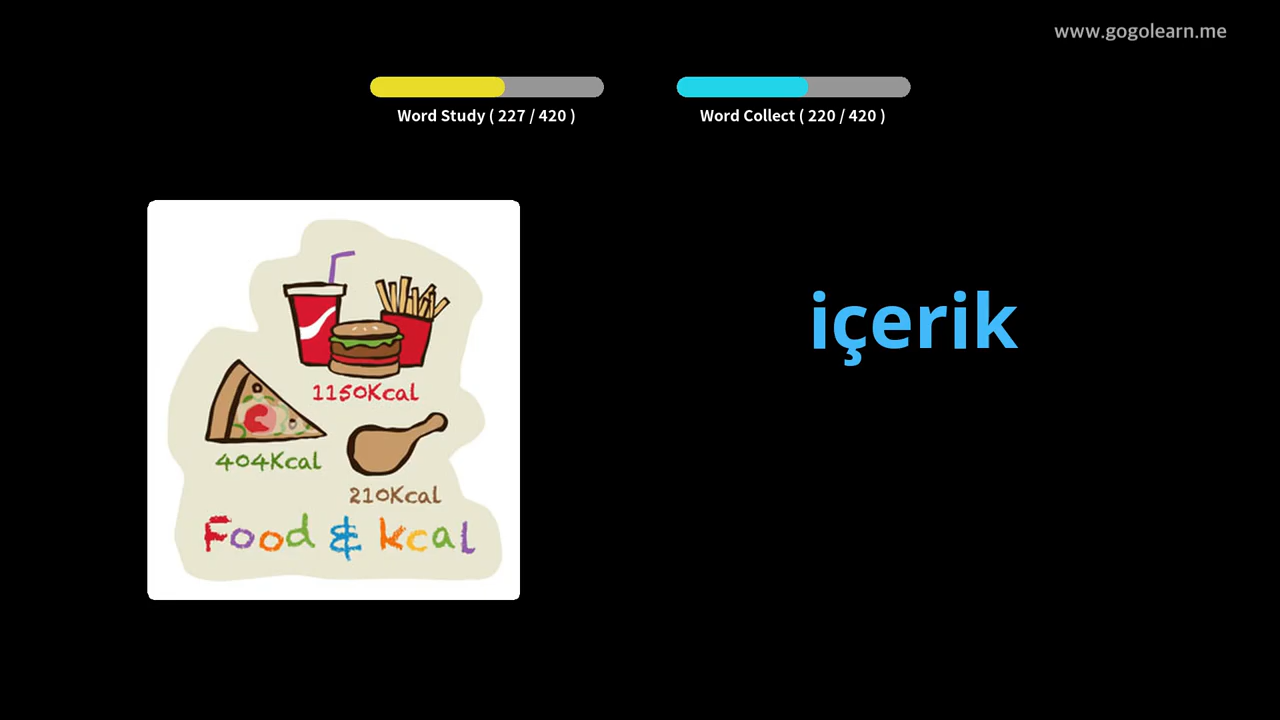 www.gogolearn.me
Word Study ( 227 / 420 )
Word Collect ( 220 / 420 )
içerik
1150Kcal
404Kcal
210Kcal
Food & kcal